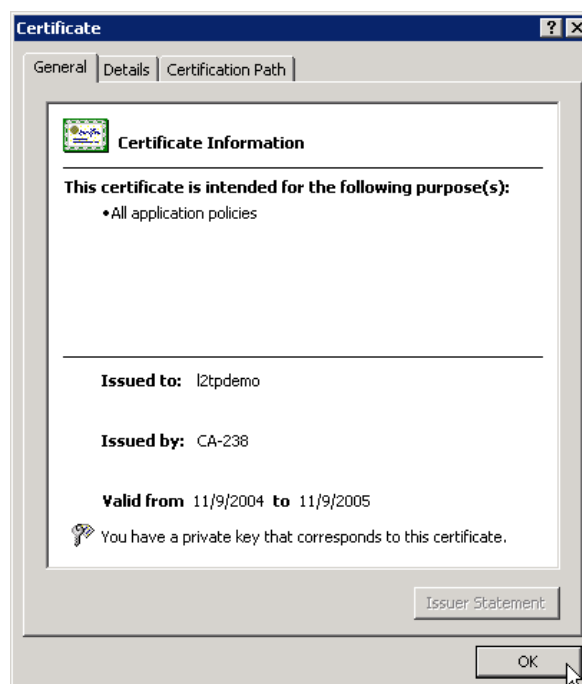 Certificate
General Details Certification Path
Certificate Information
This certificate is intended for the following purpose(s):
•All application policies
Issued to: l2tpdemo
Issued by: CA-238
Valid from 11/9/2004 to 11/9/2005
You have a private key that corresponds to this certificate.
Issuer Statement
OK